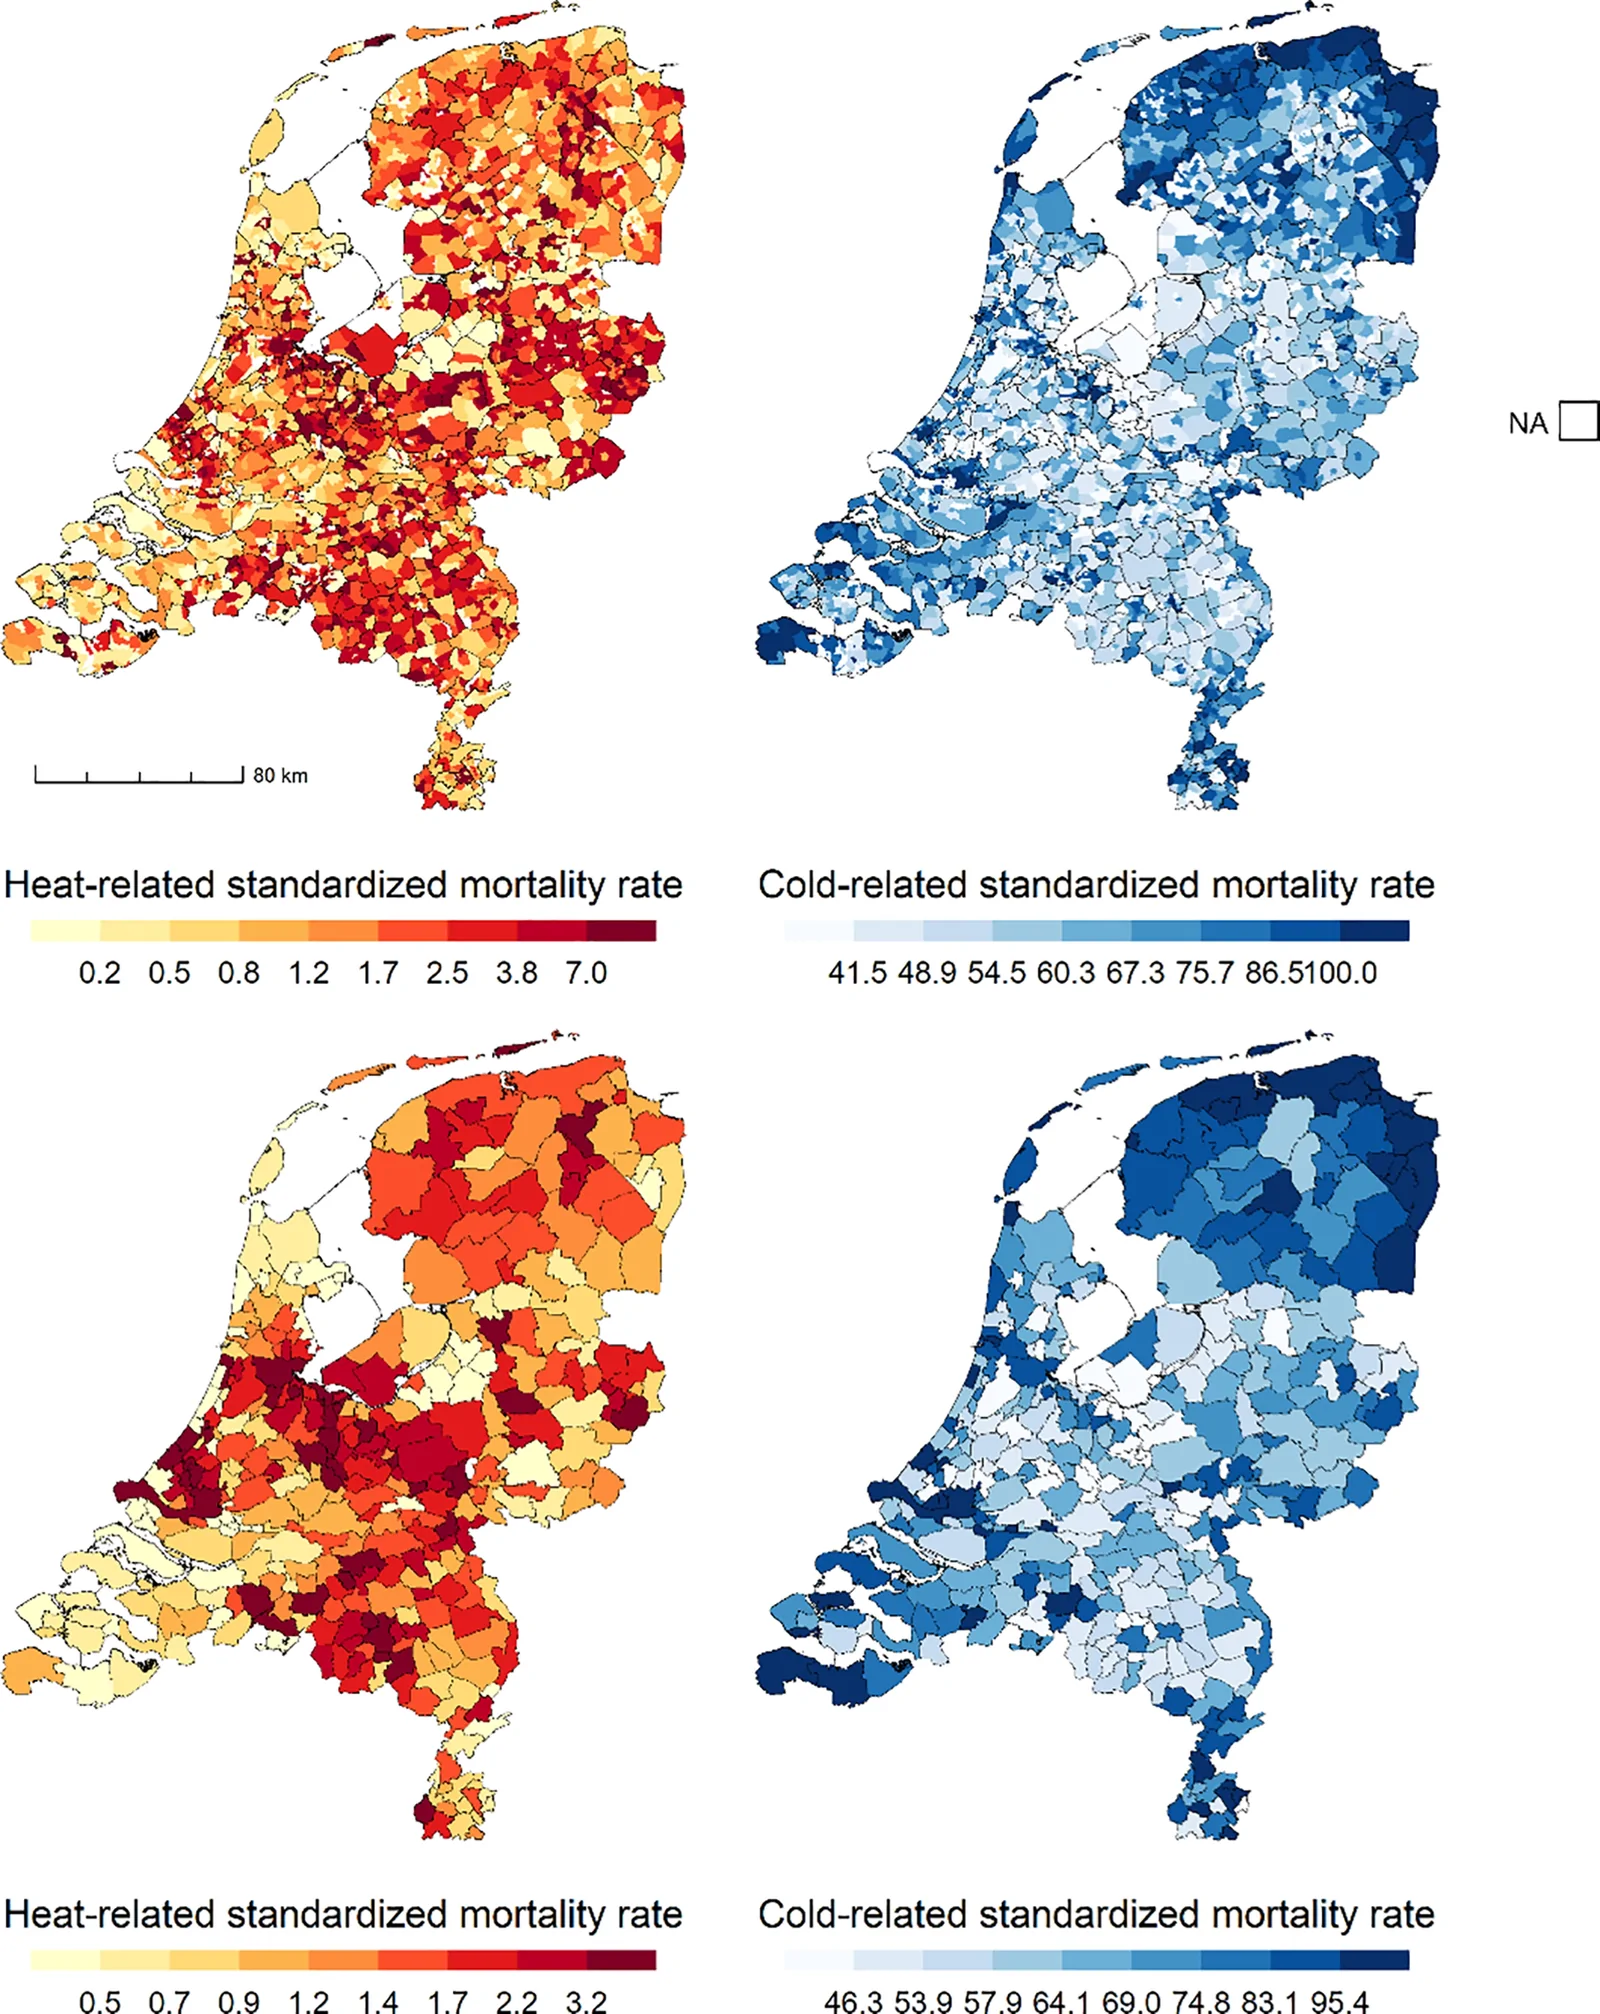 NA
80 km
Heat-related standardized mortality rate
0.2 0.5 0.8 1.2 1.7 2.5 3.8 7.0
Cold-related standardized mortality rate
41.5 48.9 54.5 60.3 67.3 75.7 86.5100.0
Heat-related standardized mortality rate
0.5 0.7 0.9 1.2 1.4 1.7 2.2 3.2
Cold-related standardized mortality rate
46.3 53.9 57.9 64.1 69.0 74.8 83.1 95.4